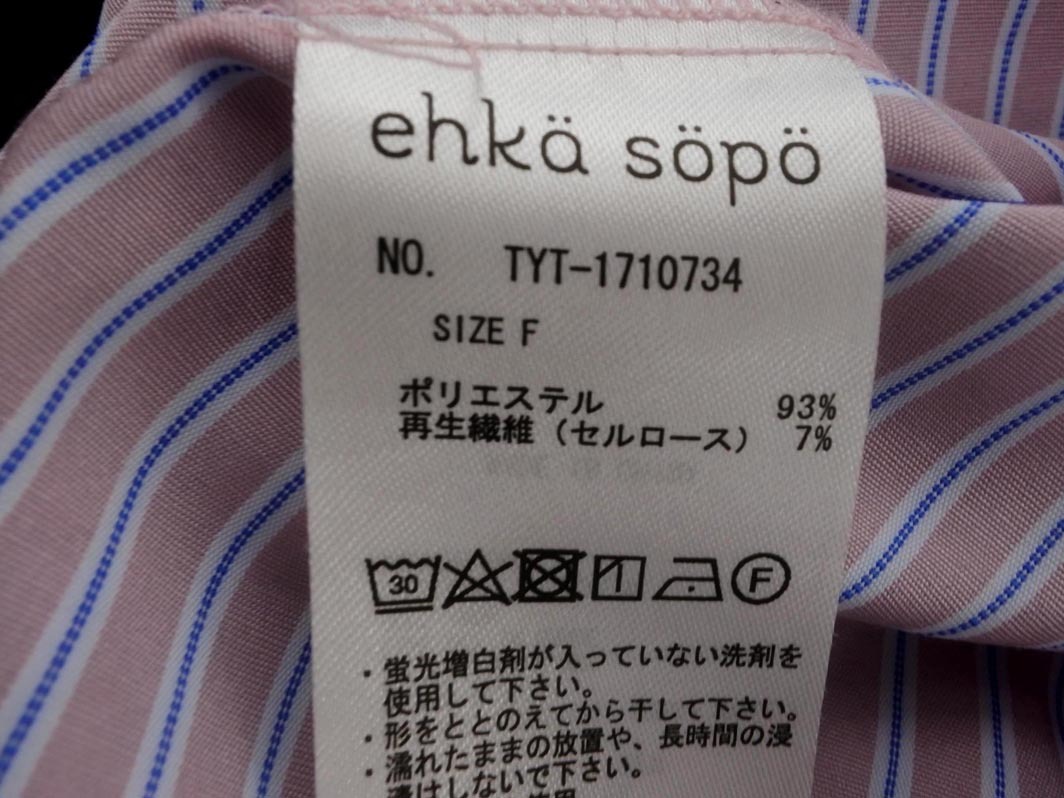 ehkä söpö
NO. TYT-1710734
SIZE F
ポリエステル 93%
再生繊維（セルロース） 7%
30 F
・蛍光増白剤が入っていない洗剤を
使用して下さい。
・形をととのえてから干して下さい。
・濡れたままの放置や、長時間の浸
漬はしないで下さい。